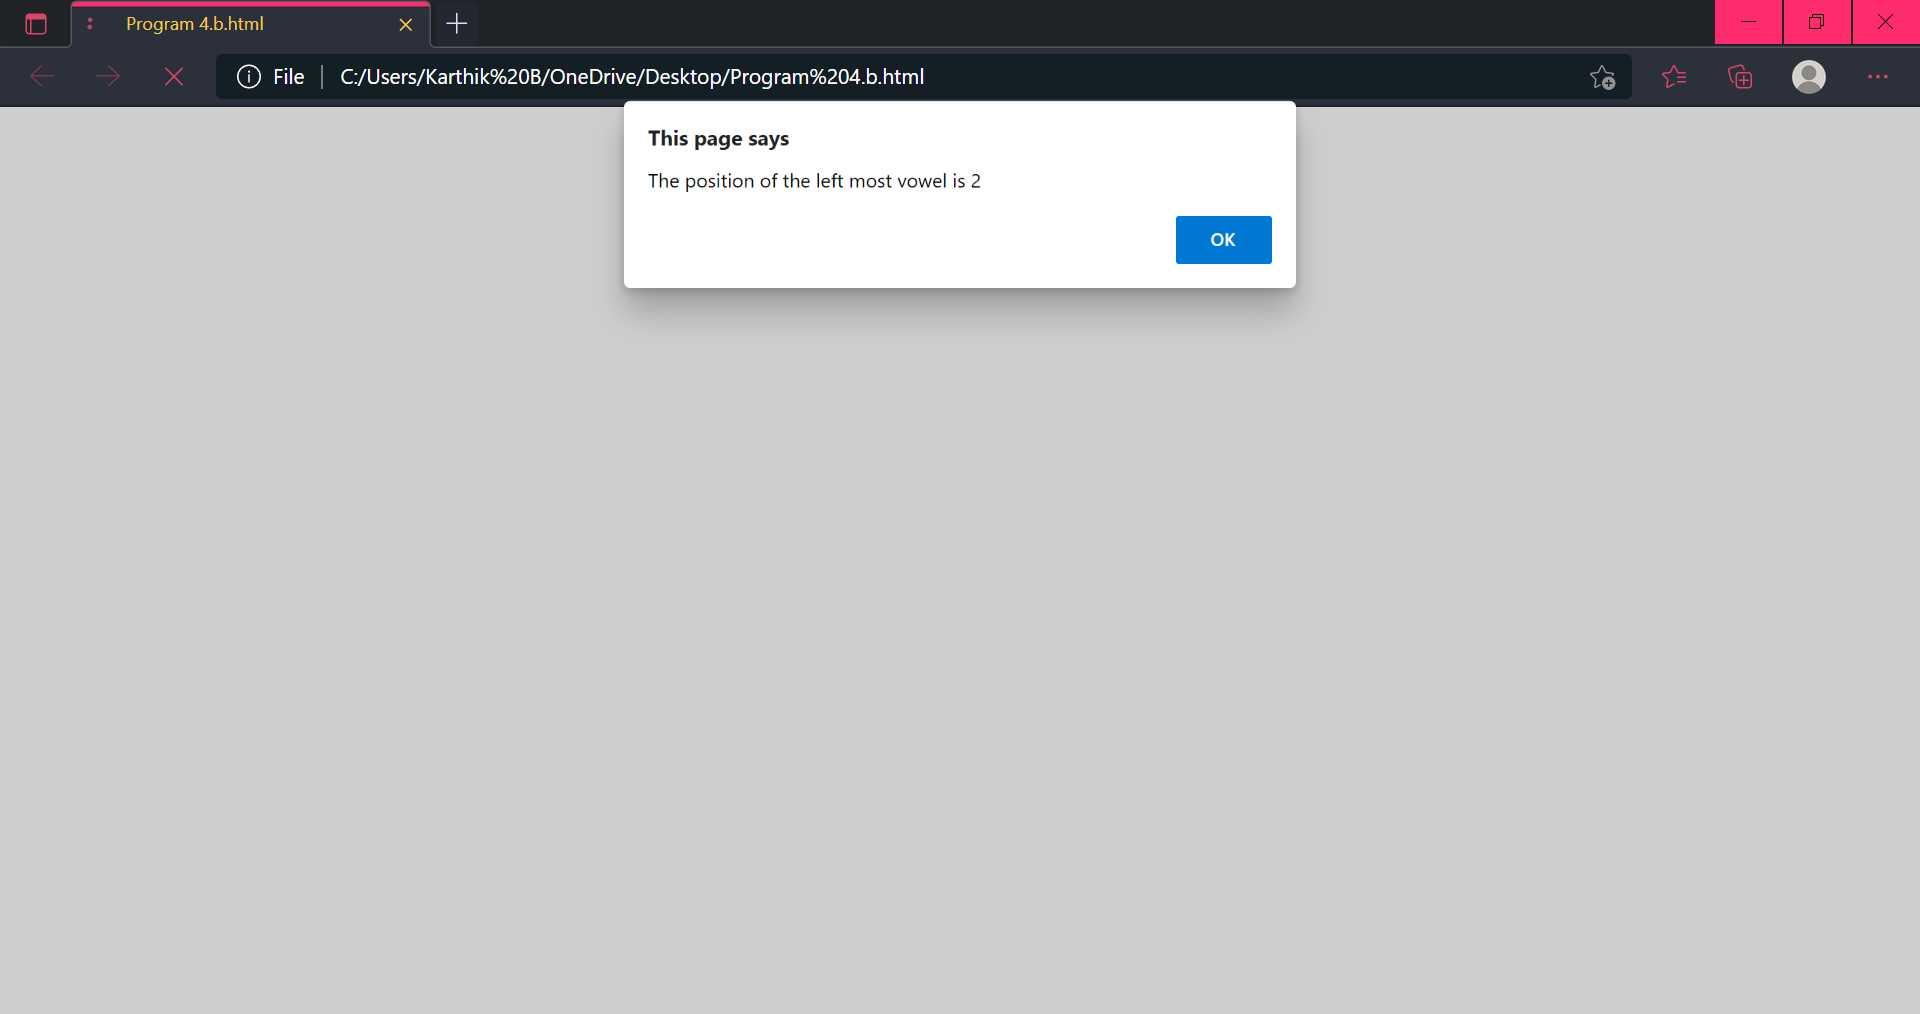 Program 4.b.html
File
C:/Users/Karthik%20B/OneDrive/Desktop/Program%204.b.html
This page says
The position of the left most vowel is 2
OK